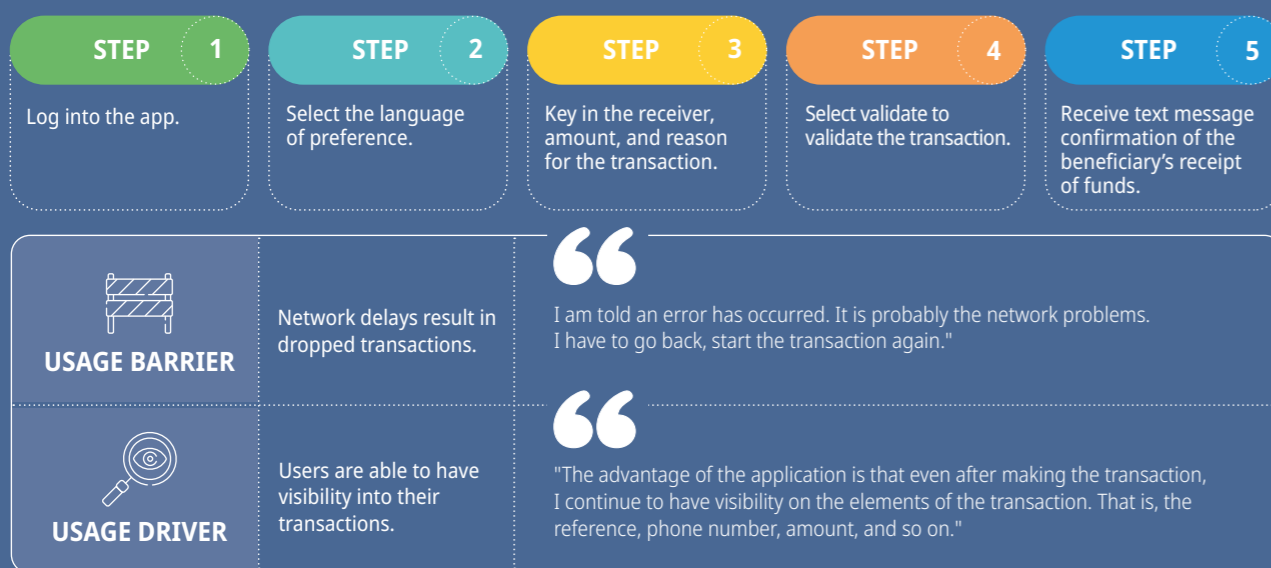 STEP 1
Log into the app.
STEP 2
Select the language
of preference.
STEP 3
Key in the receiver,
amount, and reason
for the transaction.
STEP 4
Select validate to
validate the transaction.
STEP 5
Receive text message
confirmation of the
beneficiary’s receipt
of funds.
USAGE BARRIER
Network delays result in
dropped transactions.
“
I am told an error has occurred. It is probably the network problems.
I have to go back, start the transaction again."
USAGE DRIVER
Users are able to have
visibility into their
transactions.
“
"The advantage of the application is that even after making the transaction,
I continue to have visibility on the elements of the transaction. That is, the
reference, phone number, amount, and so on."